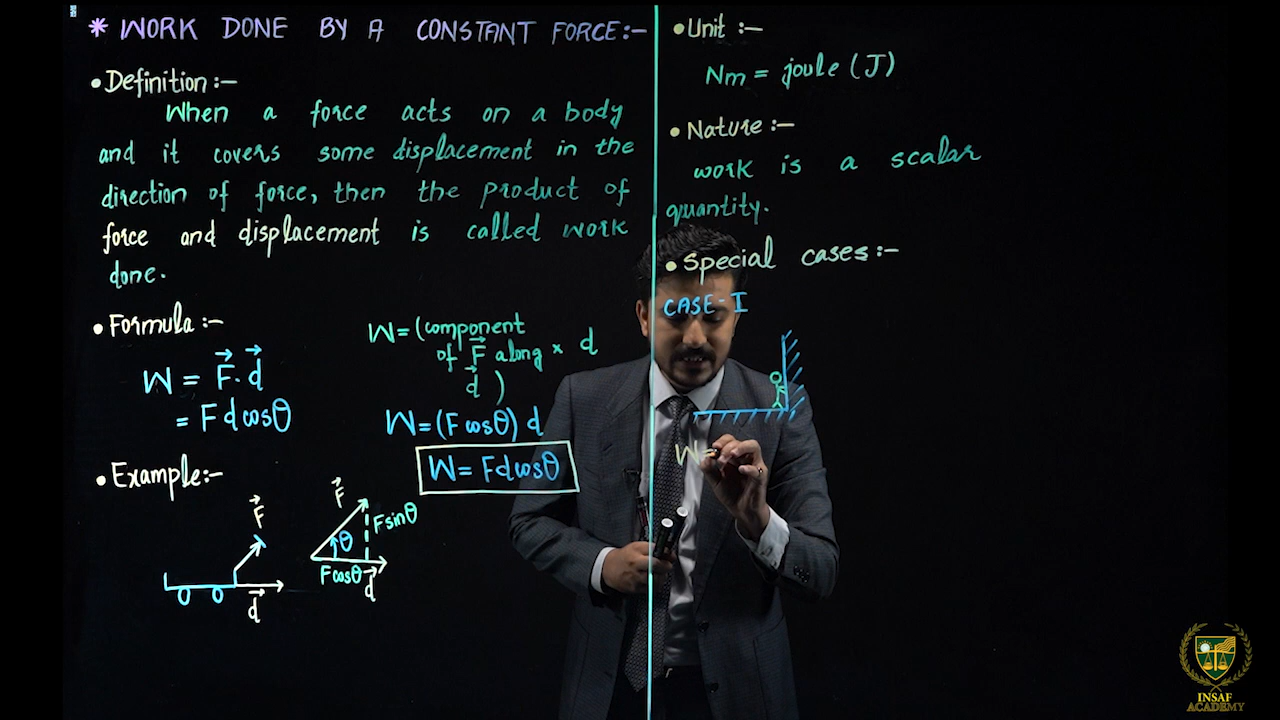 * WORK DONE BY A CONSTANT FORCE:-
• Definition:-
When a force acts on a body
and it covers some displacement in the
direction of force, then the product of
force and displacement is called work
done.
• Formula:-
W = F⃗. d⃗
= Fd cosθ
W = (component
of F⃗ along × d
d⃗ )
W = (F cosθ) d
W = Fd cosθ
• Example:-
F⃗
d⃗
F⃗
F sinθ
θ
F cosθ
d⃗
• Unit:-
Nm = joule (J)
• Nature:-
work is a scalar
quantity.
• Special cases:-
CASE-I
W=
INSAF
ACADEMY